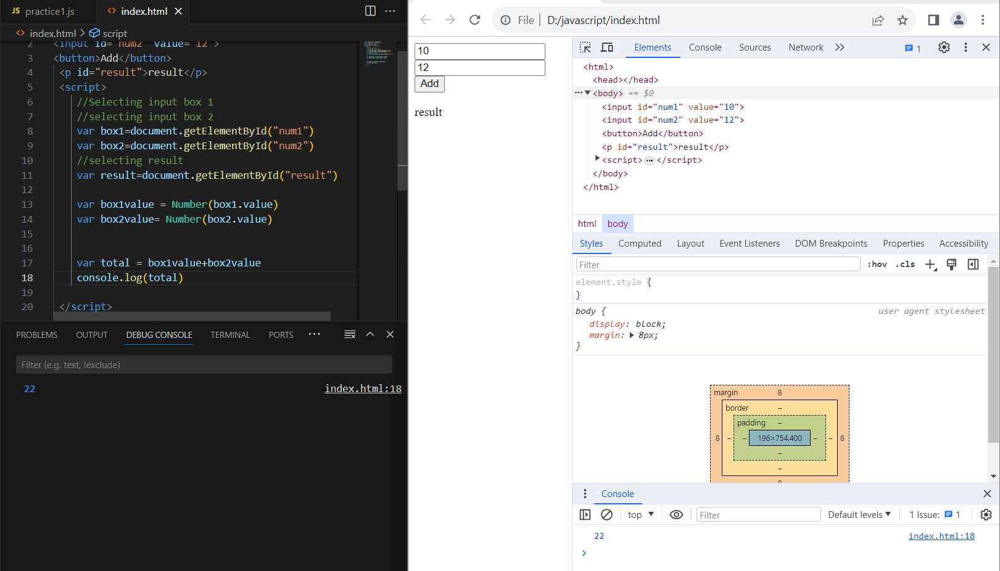 JS practice1.js
<> index.html
<> index.html > script
2 <input id="num2" value="12">
3 <button>Add</button>
4 <p id="result">result</p>
5 <script>
6 //Selecting input box 1
7 //selecting input box 2
8 var box1=document.getElementById("num1")
9 var box2=document.getElementById("num2")
10 //selecting result
11 var result=document.getElementById("result")
12
13 var box1value = Number(box1.value)
14 var box2value= Number(box2.value)
15
16
17 var total = box1value+box2value
18 console.log(total)
19
20 </script>
PROBLEMS OUTPUT DEBUG CONSOLE TERMINAL PORTS
Filter (e.g. text, !exclude)
22 index.html:18
File | D:/javascript/index.html
10
12
Add
result
Elements Console Sources Network >> 1
<html>
<head></head>
<body> == $0
<input id="num1" value="10">
<input id="num2" value="12">
<button>Add</button>
<p id="result">result</p>
<script>…</script>
</body>
</html>
html body
Styles Computed Layout Event Listeners DOM Breakpoints Properties Accessibility
Filter :hov .cls
element.style {
}
body { user agent stylesheet
display: block;
margin: 8px;
}
margin 8
border –
padding –
8 – – 196×754.400 – – 8
–
–
8
Console
top Filter Default levels 1 Issue: 1
22 index.html:18
>